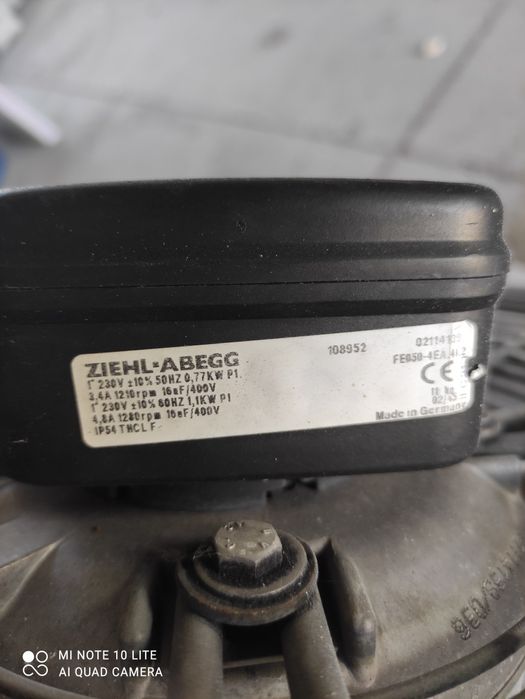 ZIEHL-ABEGG
108952
1~ 230V ±10% 50HZ 0,77KW P1
3,4A 1210rpm 16uF/400V
1~ 230V ±10% 60HZ 1,1KW P1
4,8A 1280rpm 16uF/400V
IP54 THCL F
CE
Made in Germany
MI NOTE 10 LITE
AI QUAD CAMERA